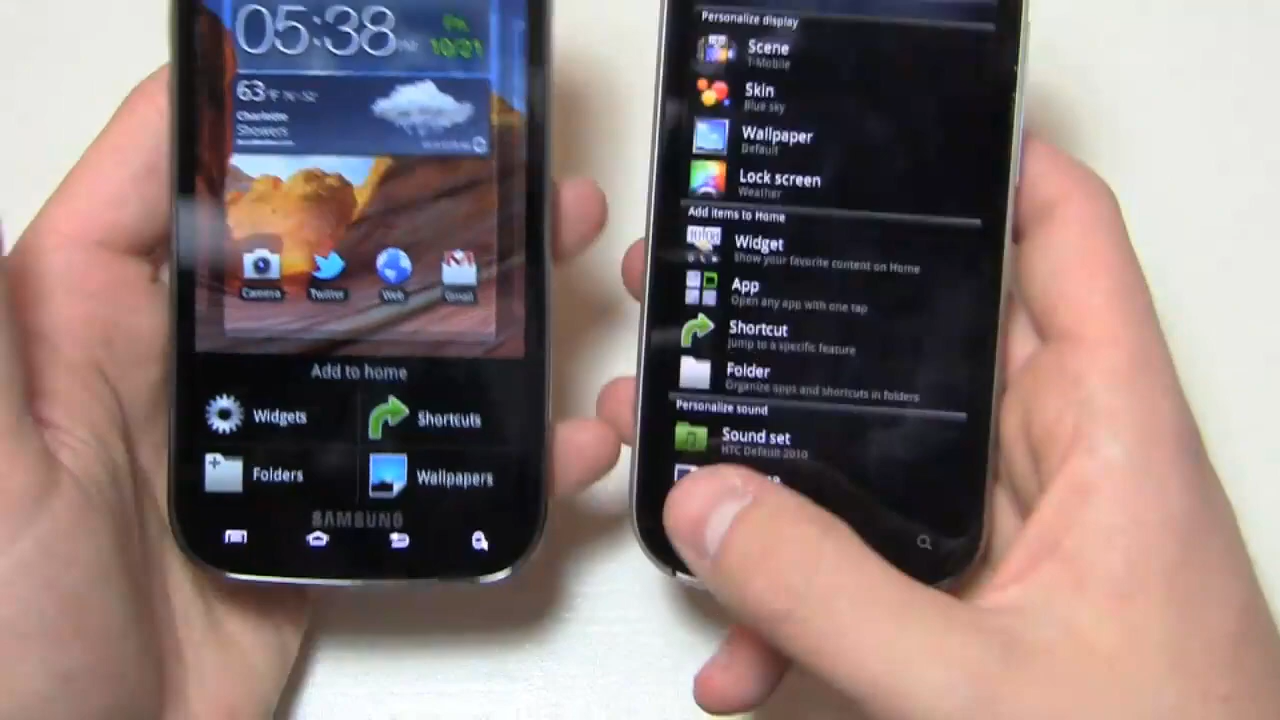 05:38
10/21
63°F
Charlotte
Showers
Camera
Twitter
Web
Gmail
Add to home
Widgets
Shortcuts
Folders
Wallpapers
SAMSUNG
Personalize display
Scene
T-Mobile
Skin
Blue sky
Wallpaper
Default
Lock screen
Weather
Add items to Home
Widget
Show your favorite content on Home
App
Open any app with one tap
Shortcut
Jump to a specific feature
Folder
Organize apps and shortcuts in folders
Personalize sound
Sound set
HTC Default 2010